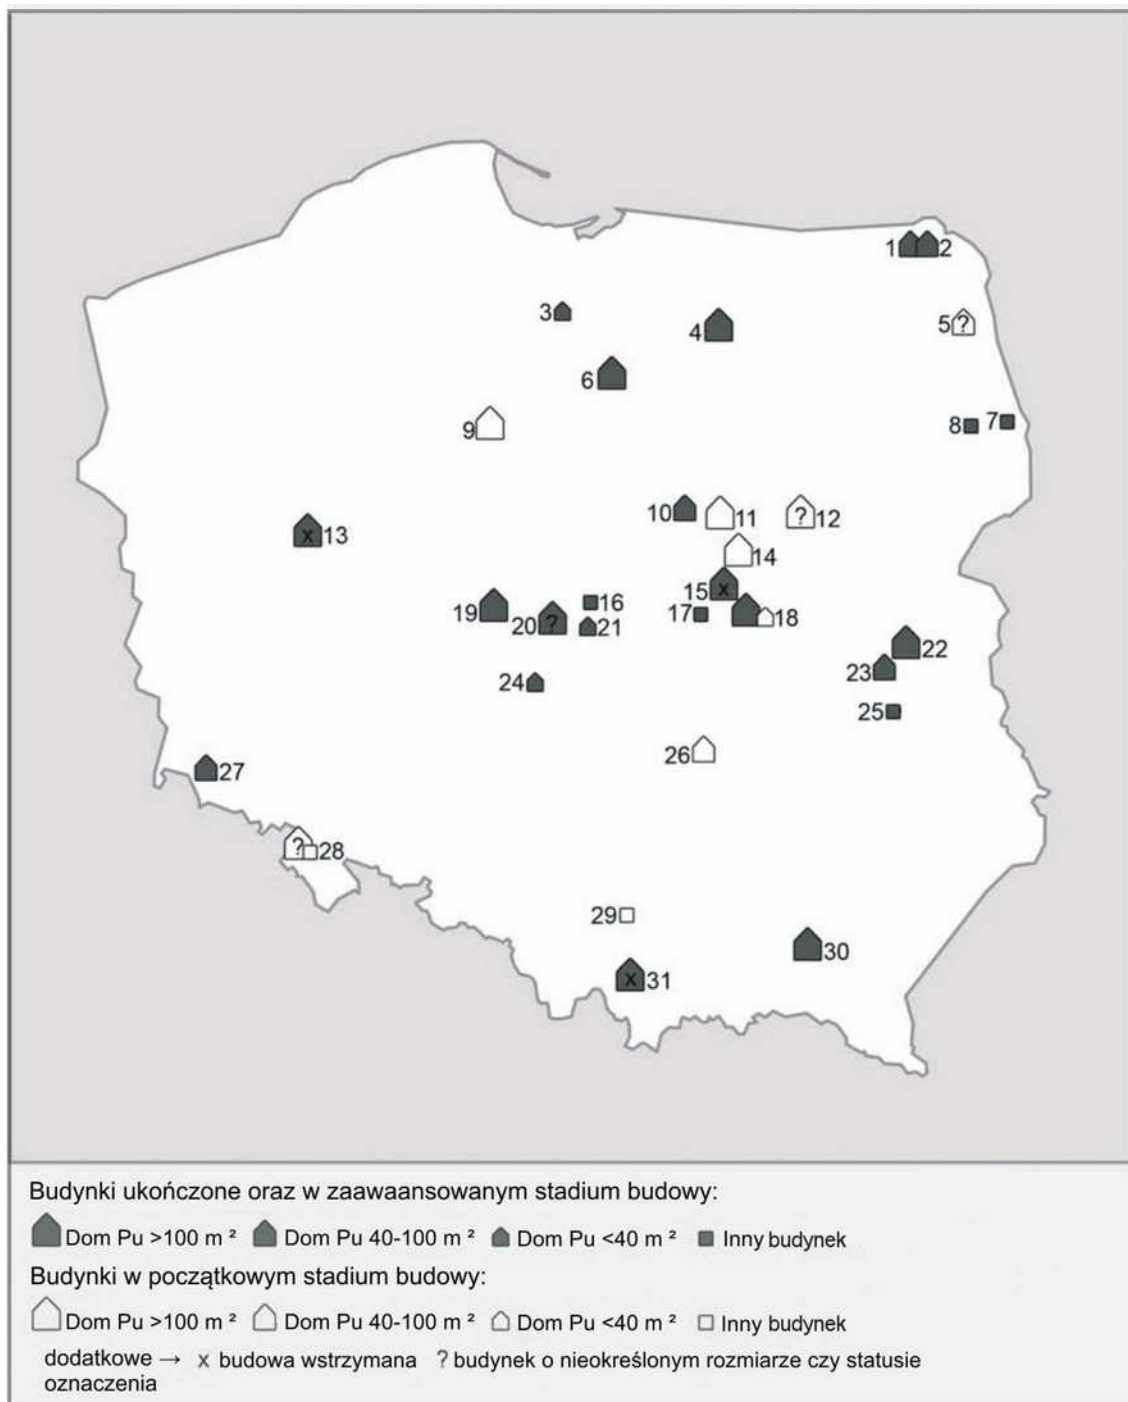 1 2
3
4
5 ?
6
9
8 7
10 11 ? 12
x 13
14
15 x
16
17 18
19
20 ?
21
22
23
24
25
26
27
? 28
29
30
x 31
Budynki ukończone oraz w zaawaansowanym stadium budowy:
Dom Pu >100 m ² Dom Pu 40-100 m ² Dom Pu <40 m ² Inny budynek
Budynki w początkowym stadium budowy:
Dom Pu >100 m ² Dom Pu 40-100 m ² Dom Pu <40 m ² Inny budynek
dodatkowe → x budowa wstrzymana ? budynek o nieokreślonym rozmiarze czy statusie
oznaczenia